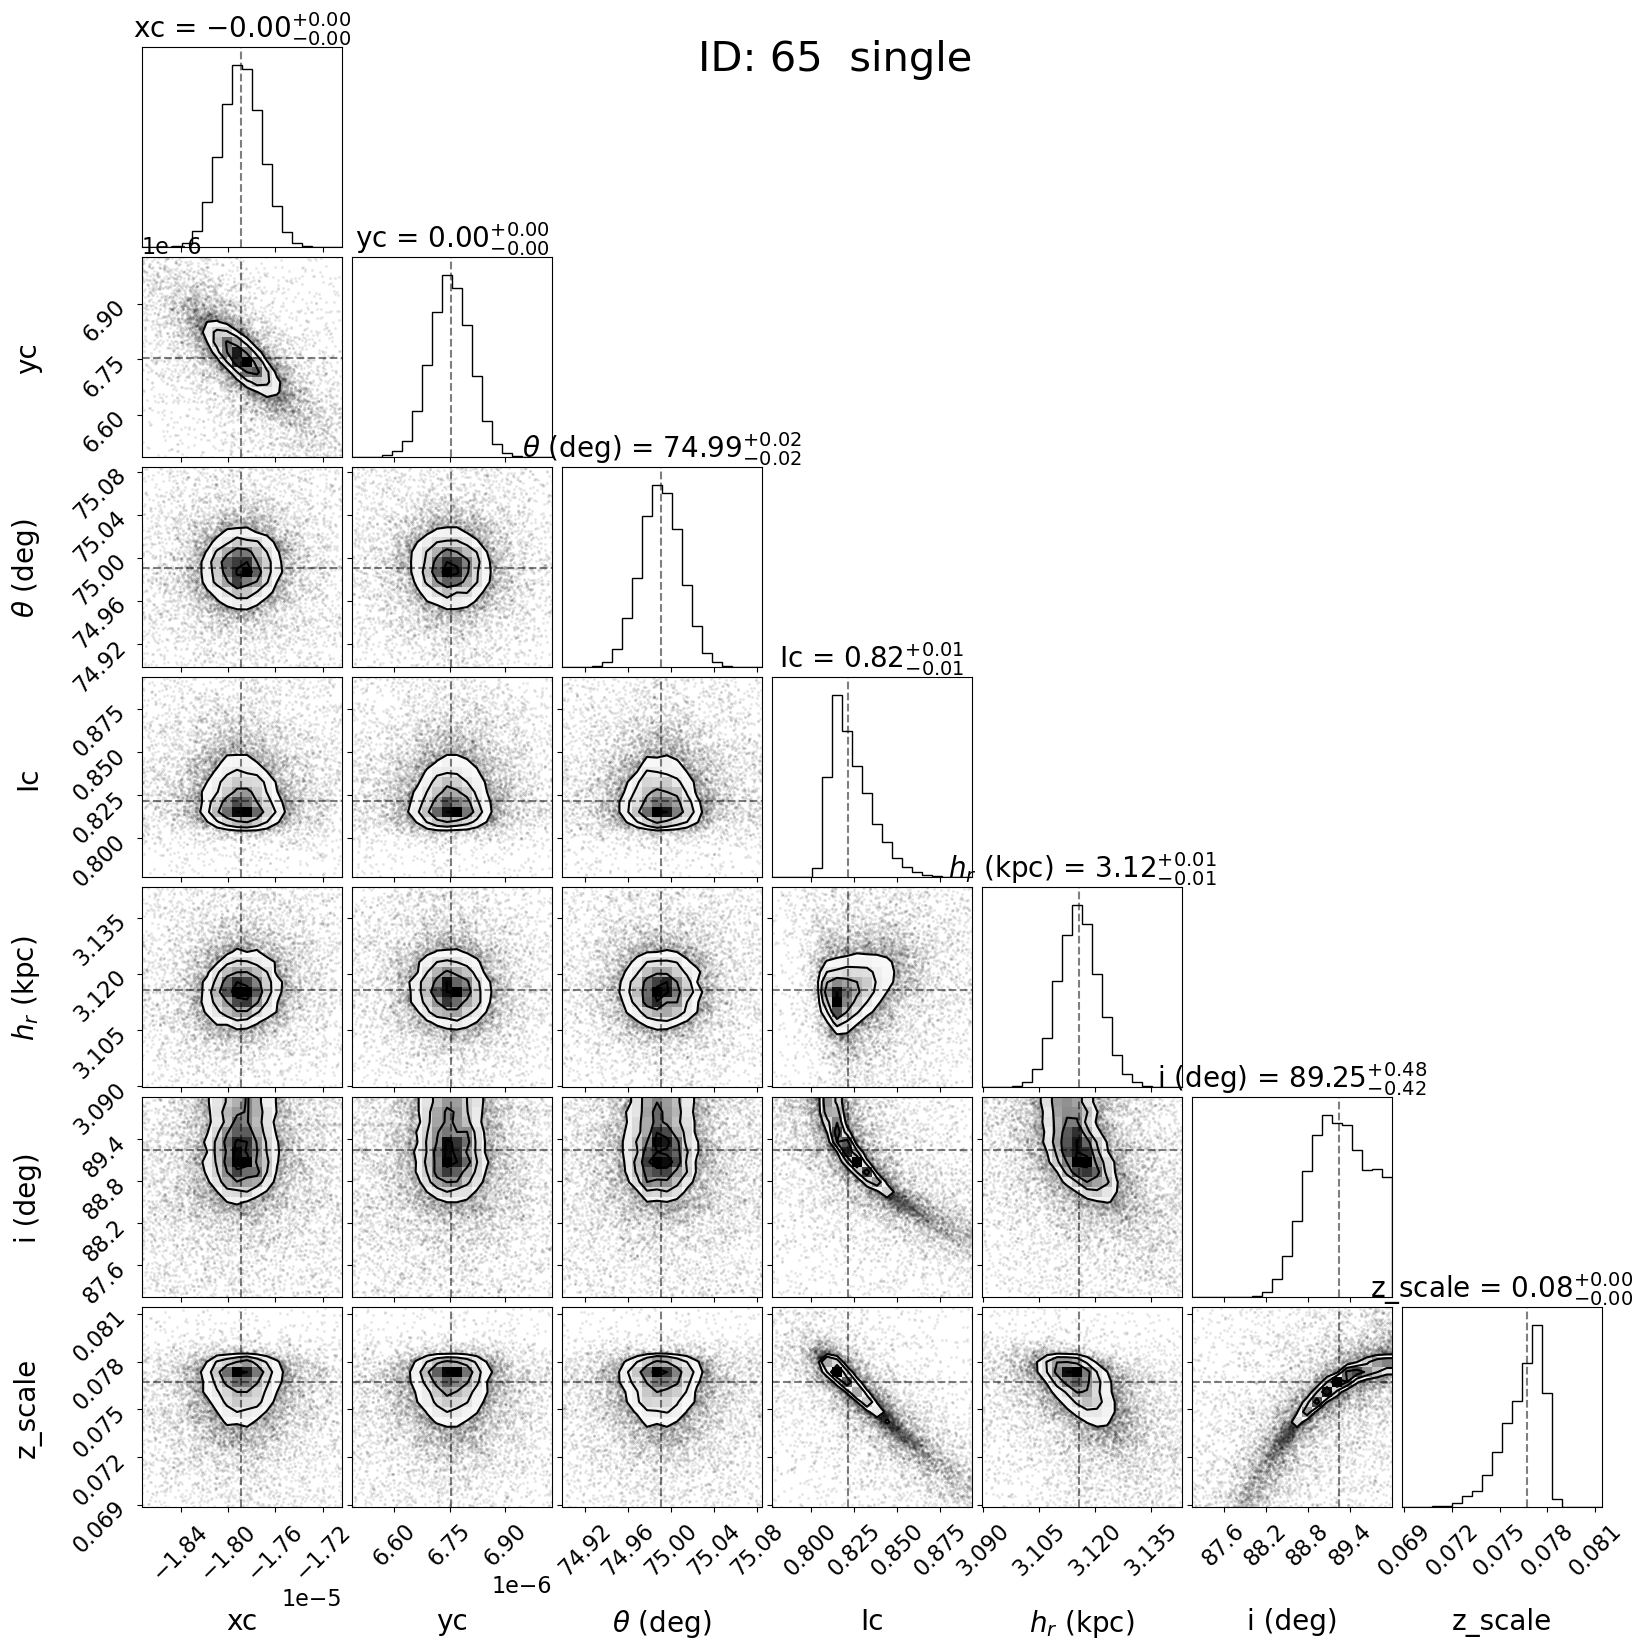 xc = −0.00+0.00−0.00
ID: 65 single
1e−6
yc = 0.00+0.00−0.00
6.90
6.75
6.60
yc
θ (deg) = 74.99+0.02−0.02
75.08
75.04
75.00
74.96
74.92
θ (deg)
Ic = 0.82+0.01−0.01
0.875
0.850
0.825
0.800
Ic
hr (kpc) = 3.12+0.01−0.01
3.135
3.120
3.105
3.090
hr (kpc)
i (deg) = 89.25+0.48−0.42
89.4
88.8
88.2
87.6
i (deg)
z_scale = 0.08+0.00−0.00
0.081
0.078
0.075
0.072
0.069
z_scale
−1.84 −1.80 −1.76 −1.72 6.60 6.75 6.90 74.92 74.96 75.00 75.04 75.08 0.800 0.825 0.850 0.875 3.090 3.105 3.120 3.135 87.6 88.2 88.8 89.4 0.069 0.072 0.075 0.078 0.081
1e−5 1e−6
xc yc θ (deg) Ic hr (kpc) i (deg) z_scale